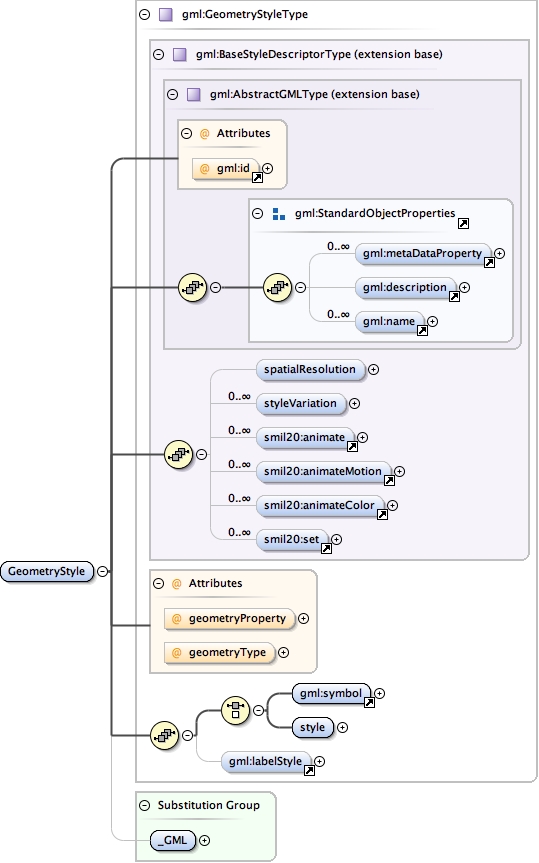 gml:GeometryStyleType
gml:BaseStyleDescriptorType (extension base)
gml:AbstractGMLType (extension base)
@ Attributes
@ gml:id
gml:StandardObjectProperties
0..∞
gml:metaDataProperty
gml:description
0..∞
gml:name
spatialResolution
0..∞
styleVariation
0..∞
smil20:animate
0..∞
smil20:animateMotion
0..∞
smil20:animateColor
0..∞
smil20:set
GeometryStyle
@ Attributes
@ geometryProperty
@ geometryType
gml:symbol
style
gml:labelStyle
Substitution Group
_GML